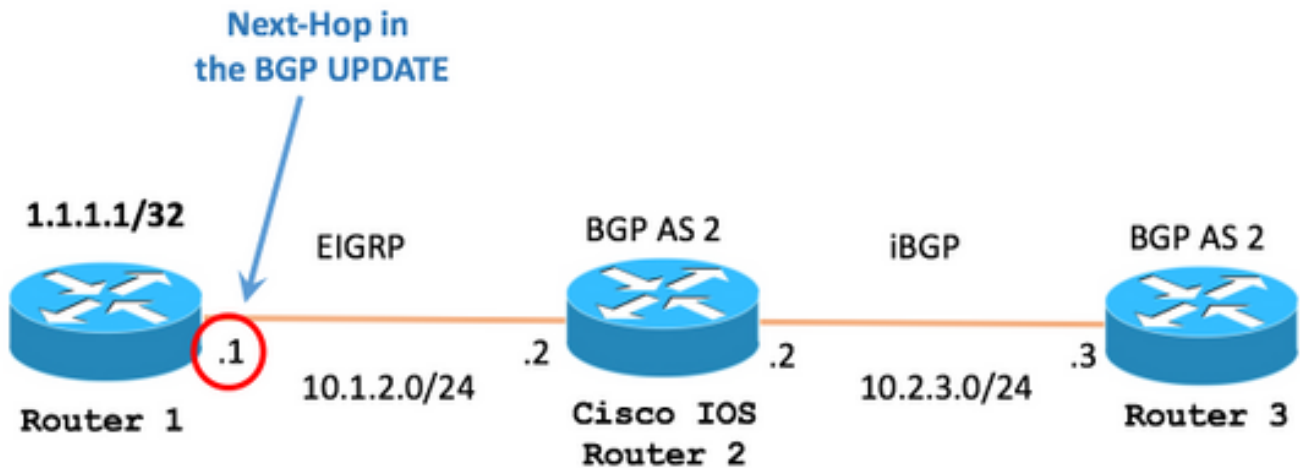 Next-Hop in
the BGP UPDATE
1.1.1.1/32
EIGRP
BGP AS 2
iBGP
BGP AS 2
.1
.2
.2
.3
10.1.2.0/24
10.2.3.0/24
Router 1
Cisco IOS
Router 2
Router 3